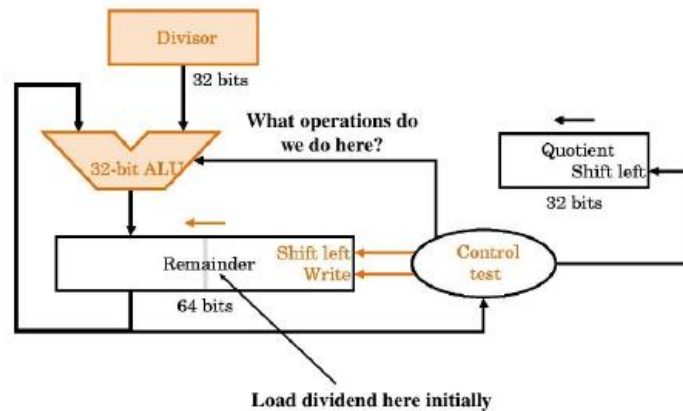 Divisor
32 bits
What operations do
we do here?
32-bit ALU
Quotient
Shift left
32 bits
Remainder
Shift left
Write
Control
test
64 bits
Load dividend here initially